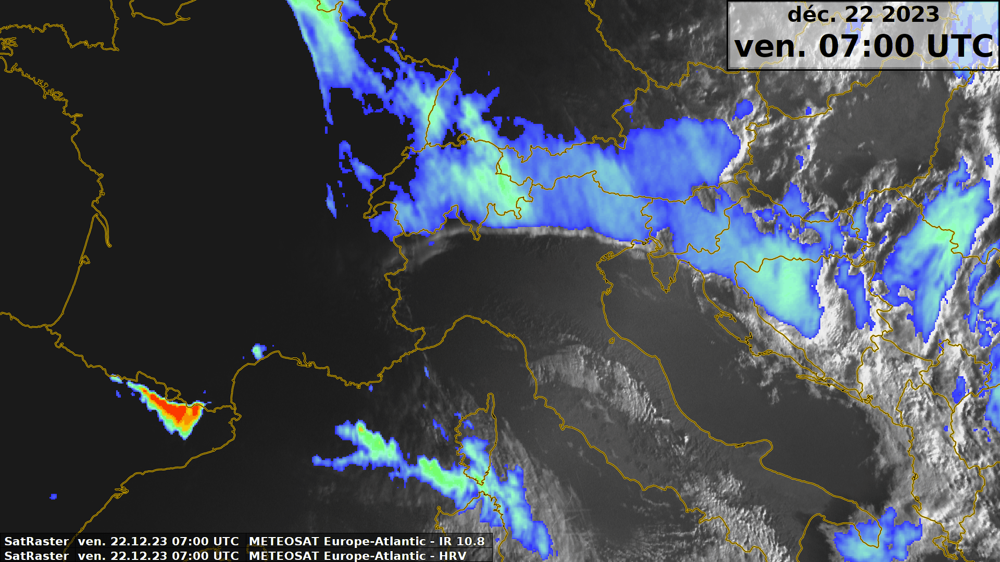 déc. 22 2023
ven. 07:00 UTC
SatRaster ven. 22.12.23 07:00 UTC METEOSAT Europe-Atlantic - IR 10.8
SatRaster ven. 22.12.23 07:00 UTC METEOSAT Europe-Atlantic - HRV